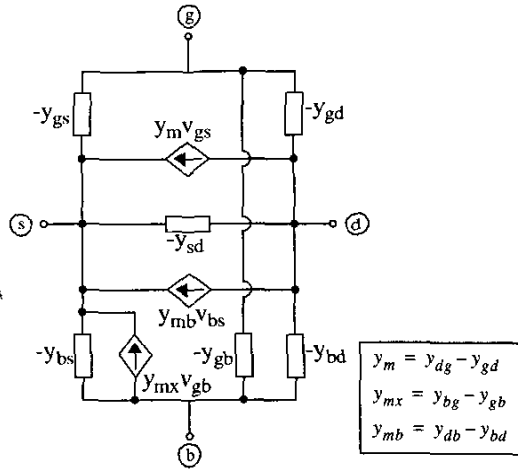 g
-y_gs
-y_gd
y_m v_gs
s
d
-y_sd
y_mb v_bs
-y_bs
y_mx v_gb
-y_gb
-y_bd
b
y_m = y_dg - y_gd
y_mx = y_bg - y_gb
y_mb = y_db - y_bd